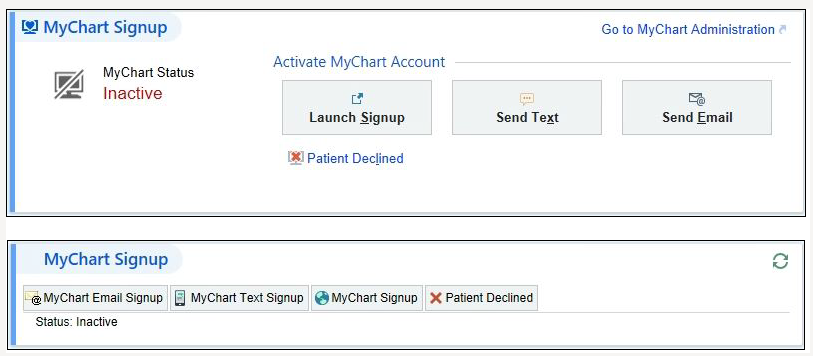 MyChart Signup
Go to MyChart Administration
MyChart Status
Inactive
Activate MyChart Account
Launch Signup
Send Text
Send Email
Patient Declined
MyChart Signup
MyChart Email Signup MyChart Text Signup MyChart Signup Patient Declined
Status: Inactive